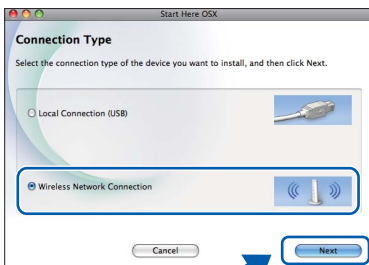 Start Here OSX
Connection Type
Select the connection type of the device you want to install, and then click Next.
Local Connection (USB)
Wireless Network Connection
Cancel
Next